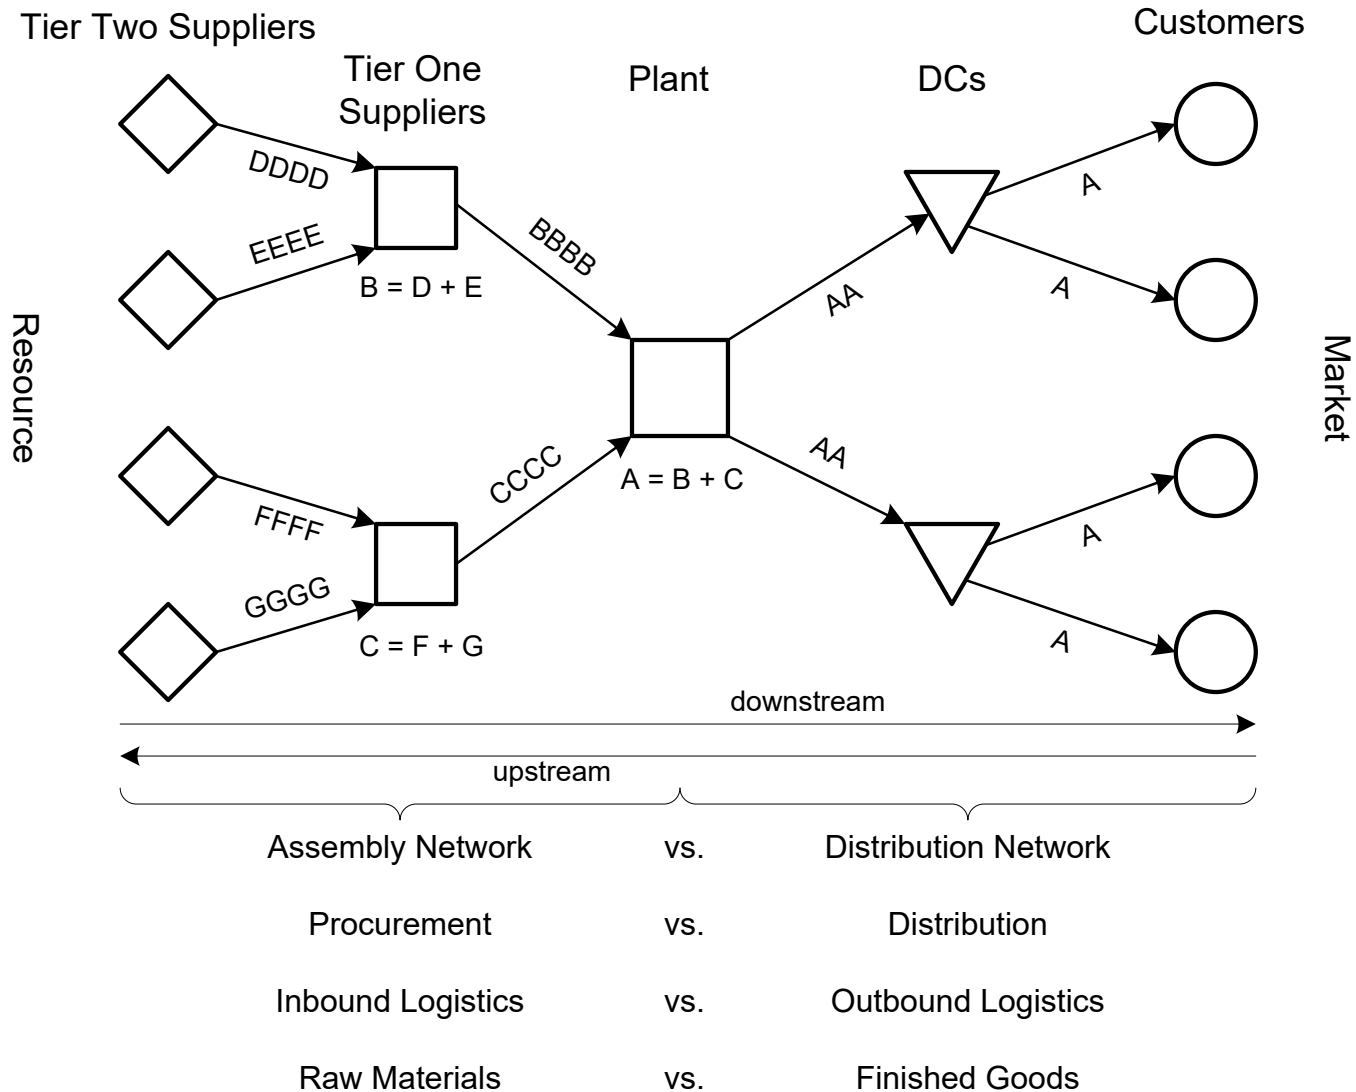 Tier Two Suppliers
Customers
Tier One
Suppliers
Plant
DCs
DDDD
EEEE
B = D + E
BBBB
AA
A
A
Resource
Market
FFFF
GGGG
C = F + G
CCCC
A = B + C
AA
A
A
downstream
upstream
Assembly Network vs. Distribution Network
Procurement vs. Distribution
Inbound Logistics vs. Outbound Logistics
Raw Materials vs. Finished Goods